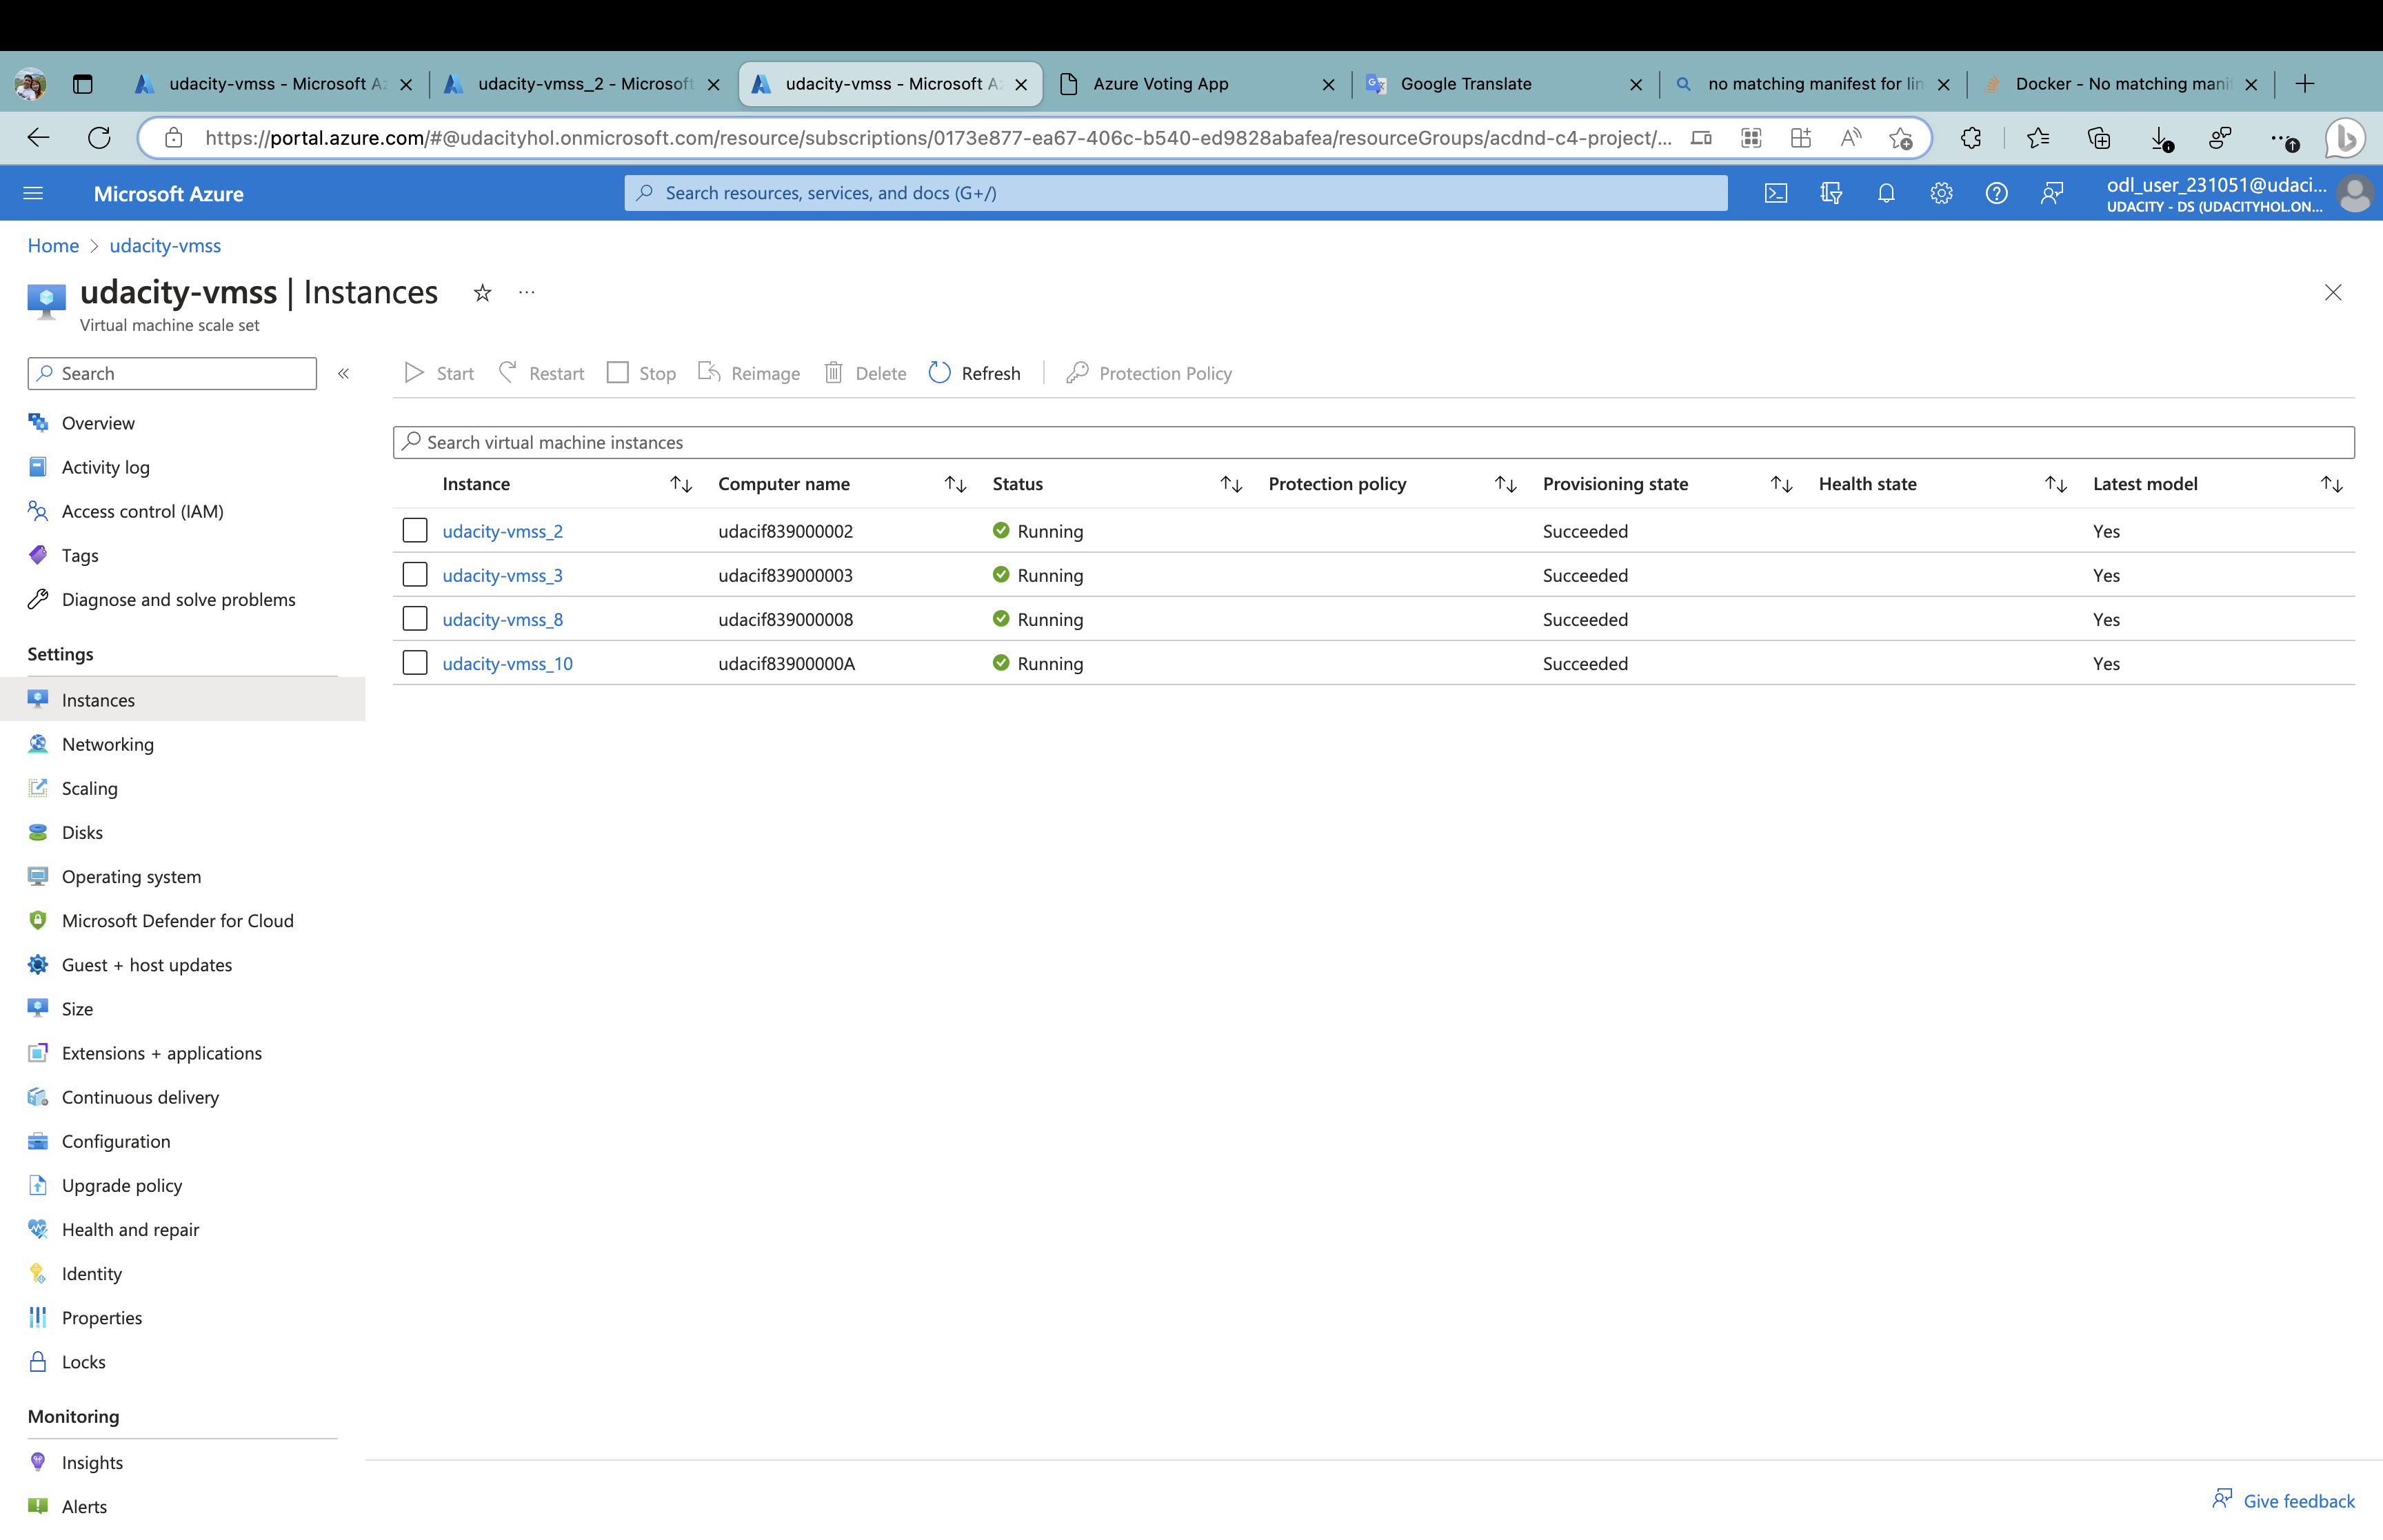 udacity-vmss - Microsoft Az
udacity-vmss_2 - Microsoft
udacity-vmss - Microsoft Az
Azure Voting App
Google Translate
no matching manifest for lin
Docker - No matching mani
https://portal.azure.com/#@udacityhol.onmicrosoft.com/resource/subscriptions/0173e877-ea67-406c-b540-ed9828abafea/resourceGroups/acdnd-c4-project/...
Microsoft Azure
Search resources, services, and docs (G+/)
odl_user_231051@udaci...
UDACITY - DS (UDACITYHOL.ON...
Home > udacity-vmss
udacity-vmss | Instances
...
Virtual machine scale set
Search
«
Start
Restart
Stop
Reimage
Delete
Refresh
Protection Policy
Overview
Activity log
Access control (IAM)
Tags
Diagnose and solve problems
Settings
Instances
Networking
Scaling
Disks
Operating system
Microsoft Defender for Cloud
Guest + host updates
Size
Extensions + applications
Continuous delivery
Configuration
Upgrade policy
Health and repair
Identity
Properties
Locks
Monitoring
Insights
Alerts
Search virtual machine instances
Instance Computer name Status Protection policy Provisioning state Health state Latest model
udacity-vmss_2 udacif839000002 Running Succeeded Yes
udacity-vmss_3 udacif839000003 Running Succeeded Yes
udacity-vmss_8 udacif839000008 Running Succeeded Yes
udacity-vmss_10 udacif83900000A Running Succeeded Yes
Give feedback